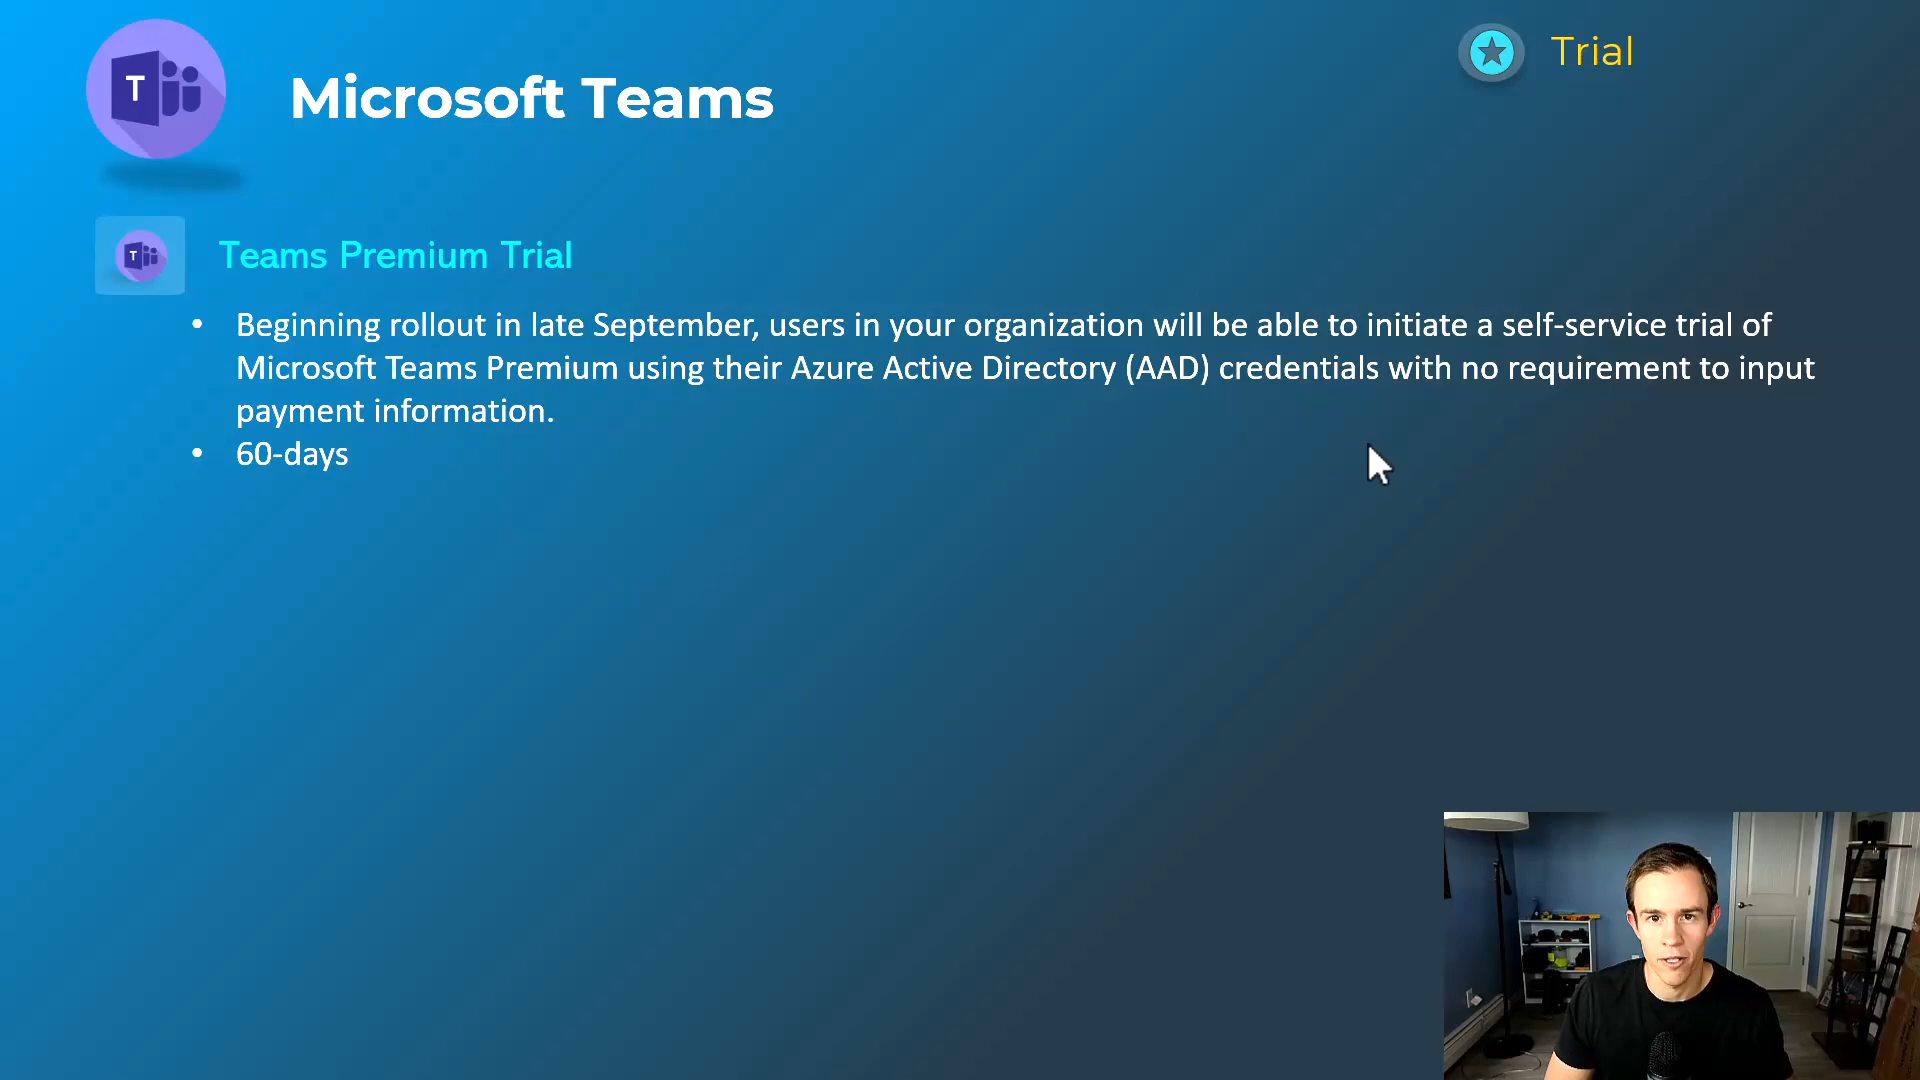 T
Microsoft Teams
Trial
T
Teams Premium Trial
• Beginning rollout in late September, users in your organization will be able to initiate a self-service trial of
Microsoft Teams Premium using their Azure Active Directory (AAD) credentials with no requirement to input
payment information.
• 60-days